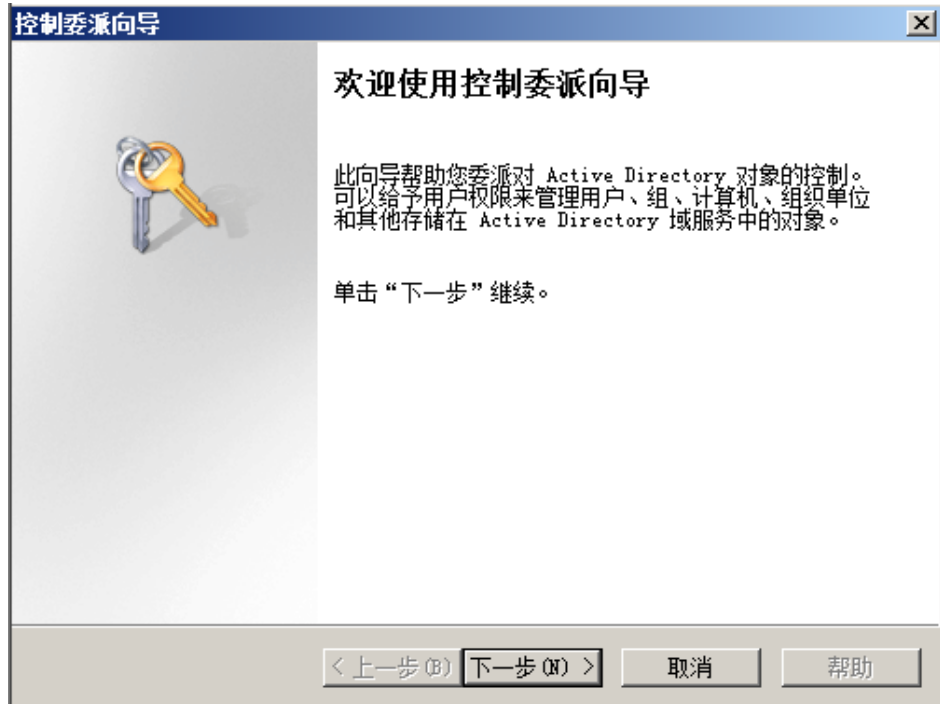 控制委派向导
欢迎使用控制委派向导
此向导帮助您委派对 Active Directory 对象的控制。
可以给予用户权限来管理用户、组、计算机、组织单位
和其他存储在 Active Directory 域服务中的对象。
单击“下一步”继续。
< 上一步(B) 下一步(N) > 取消 帮助